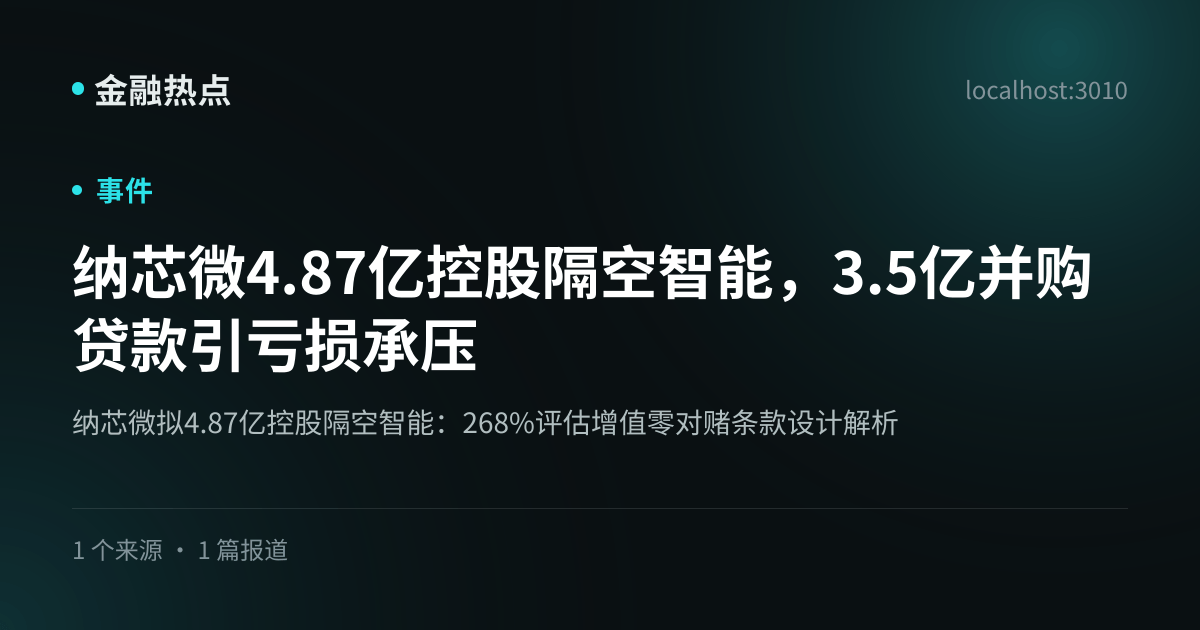 金融热点
localhost:3010
事件
纳芯微4.87亿控股隔空智能，3.5亿并购
贷款引亏损承压
纳芯微拟4.87亿控股隔空智能：268%评估增值零对赌条款设计解析
1 个来源 · 1 篇报道